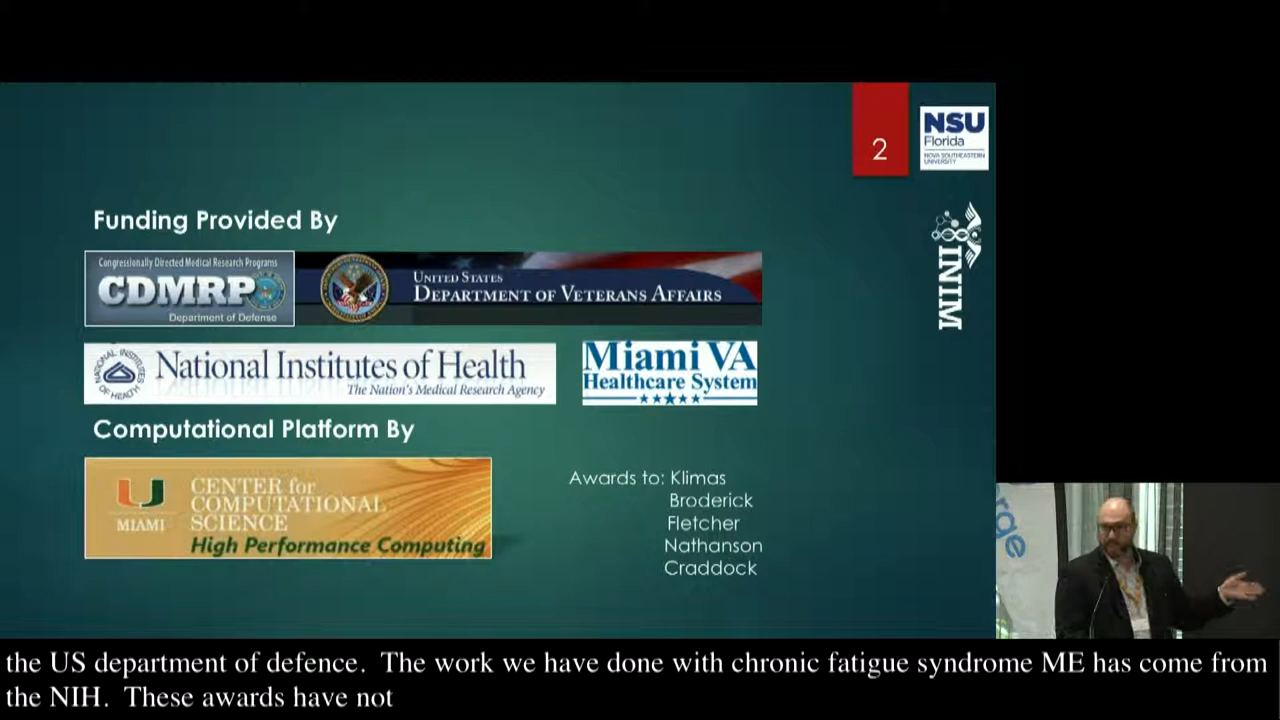 2
NSU
Florida
NOVA SOUTHEASTERN
UNIVERSITY
INIM
Funding Provided By
Congressionally Directed Medical Research Programs
CDMRP
Department of Defense
UNITED STATES
DEPARTMENT OF VETERANS AFFAIRS
NATIONAL INSTITUTES OF HEALTH
National Institutes of Health
The Nation's Medical Research Agency
Miami VA
Healthcare System
Computational Platform By
U
MIAMI
CENTER for
COMPUTATIONAL
SCIENCE
High Performance Computing
Awards to: Klimas
Broderick
Fletcher
Nathanson
Craddock
the US department of defence. The work we have done with chronic fatigue syndrome ME has come from
the NIH. These awards have not